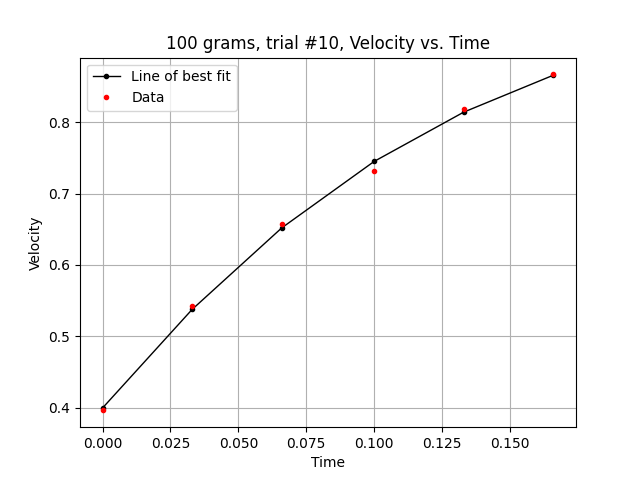 100 grams, trial #10, Velocity vs. Time
Line of best fit
Data
0.8
0.7
0.6
0.5
0.4
Velocity
0.000 0.025 0.050 0.075 0.100 0.125 0.150
Time